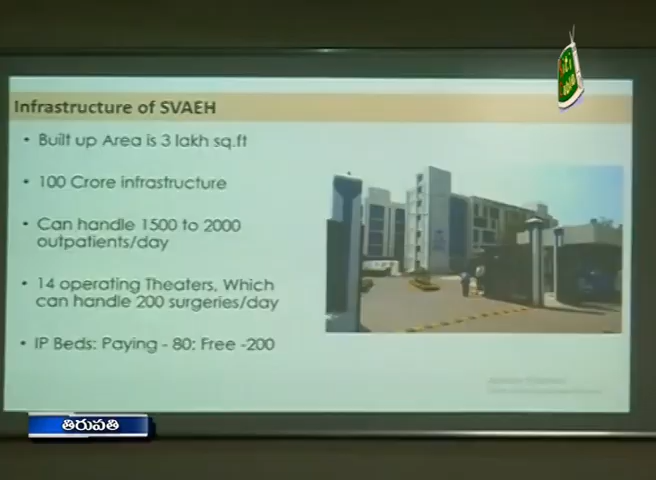 Infrastructure of SVAEH
• Built up Area is 3 lakh sq.ft
• 100 Crore infrastructure
• Can handle 1500 to 2000
outpatients/day
• 14 operating Theaters, Which
can handle 200 surgeries/day
• IP Beds: Paying - 80; Free -200
తిరుపతి